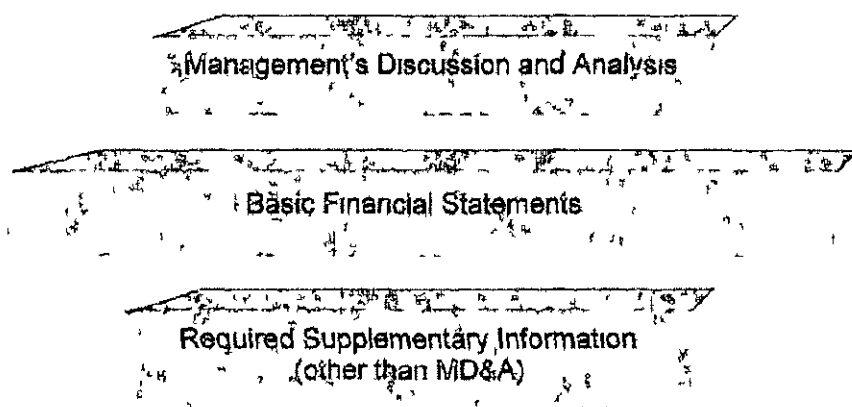 Management's Discussion and Analysis
Basic Financial Statements
Required Supplementary Information
(other than MD&A)